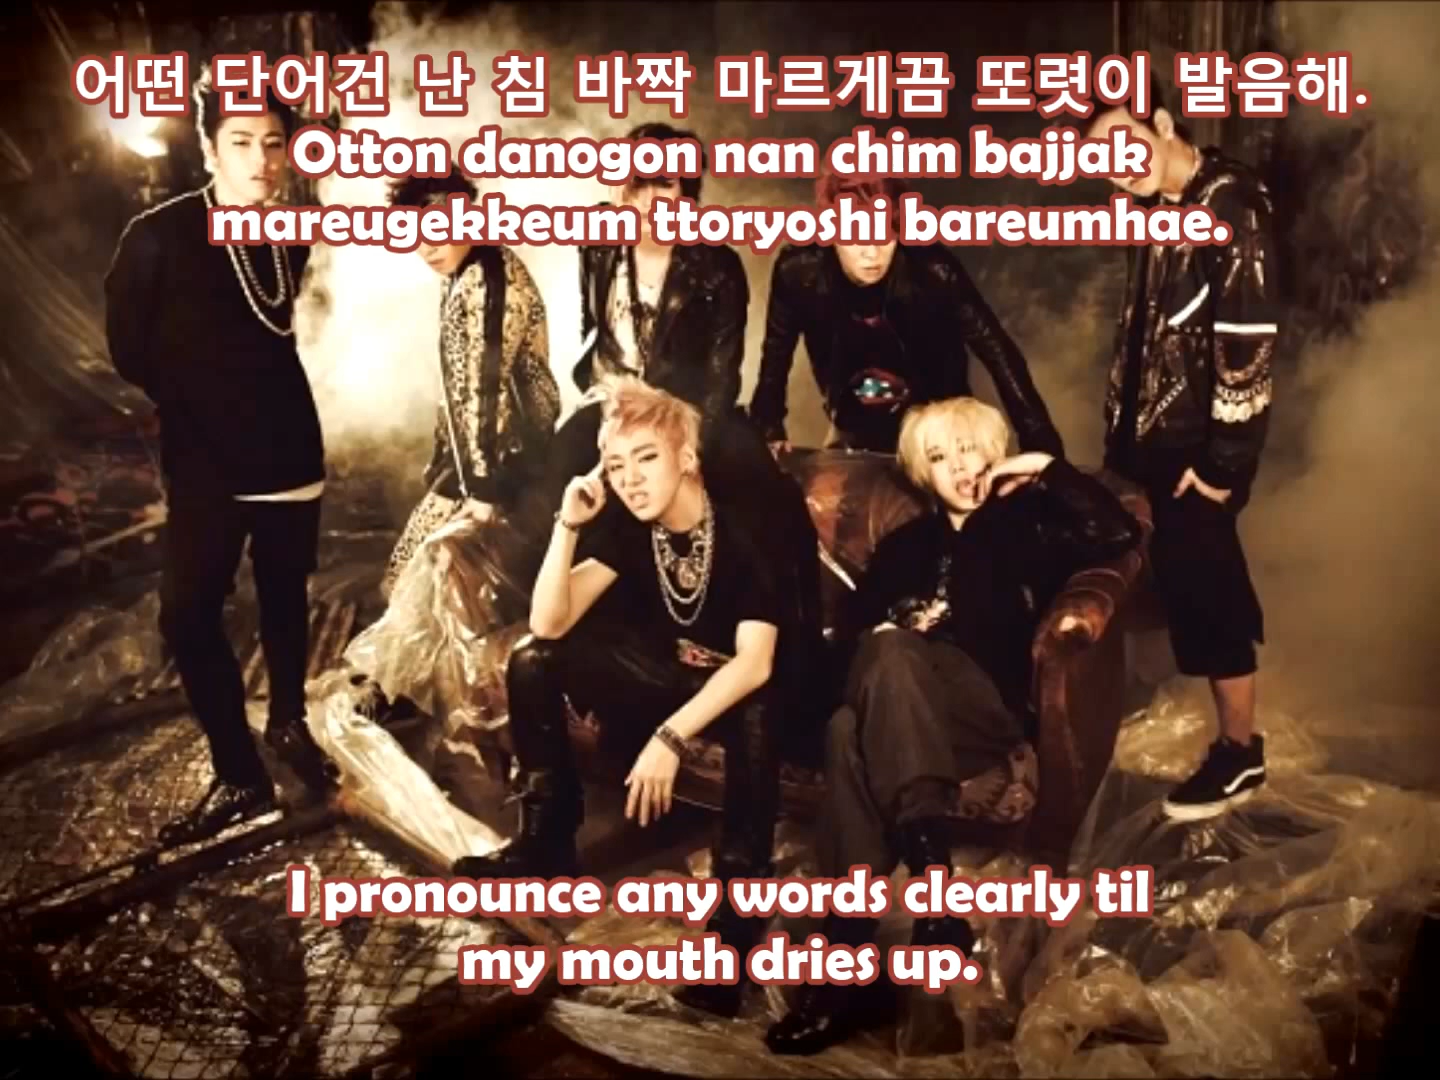 어떤 단어건 난 침 바짝 마르게끔 또렷이 발음해.
Otton danogon nan chim bajjak
mareugekkeum ttoryoshi bareumhae.
I pronounce any words clearly til
my mouth dries up.